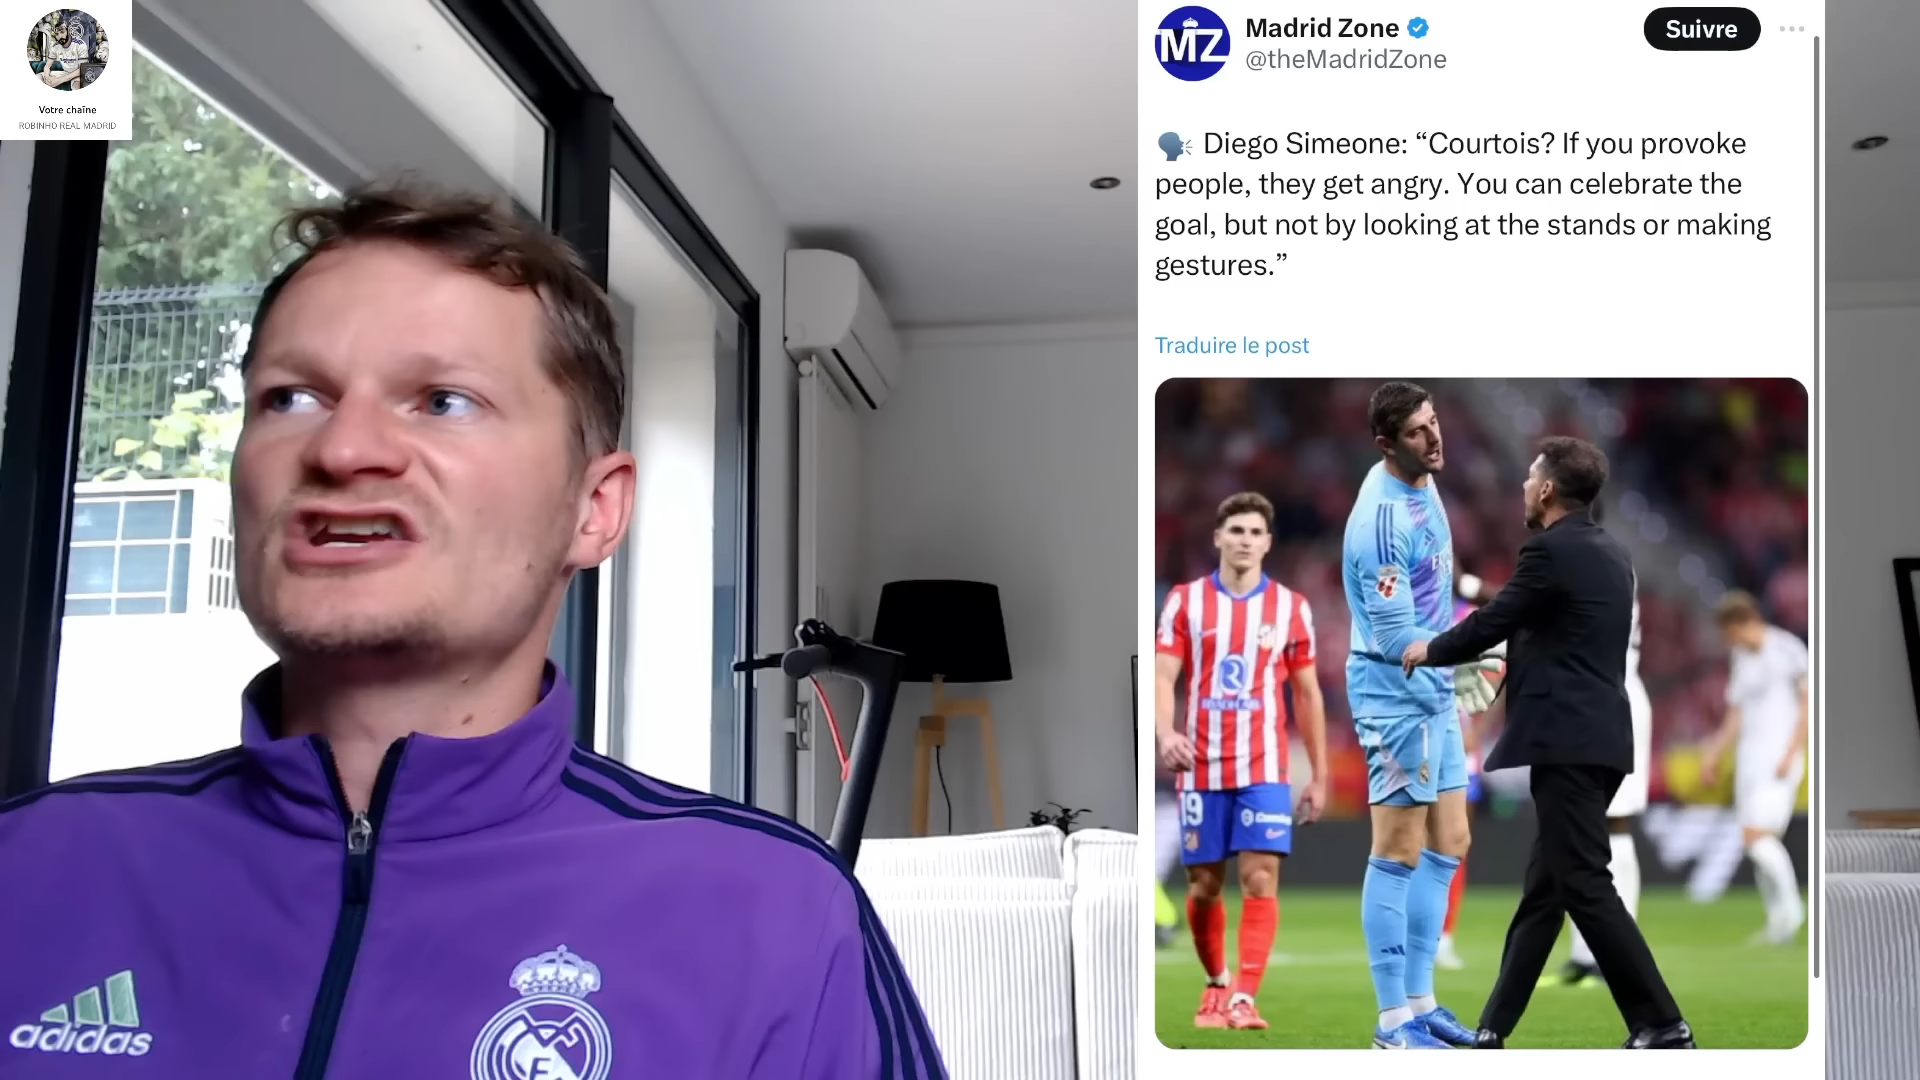 Votre chaîne
ROBINHO REAL MADRID
MZ
Madrid Zone
@theMadridZone
Suivre
Diego Simeone: “Courtois? If you provoke
people, they get angry. You can celebrate the
goal, but not by looking at the stands or making
gestures.”
Traduire le post
19
1
adidas